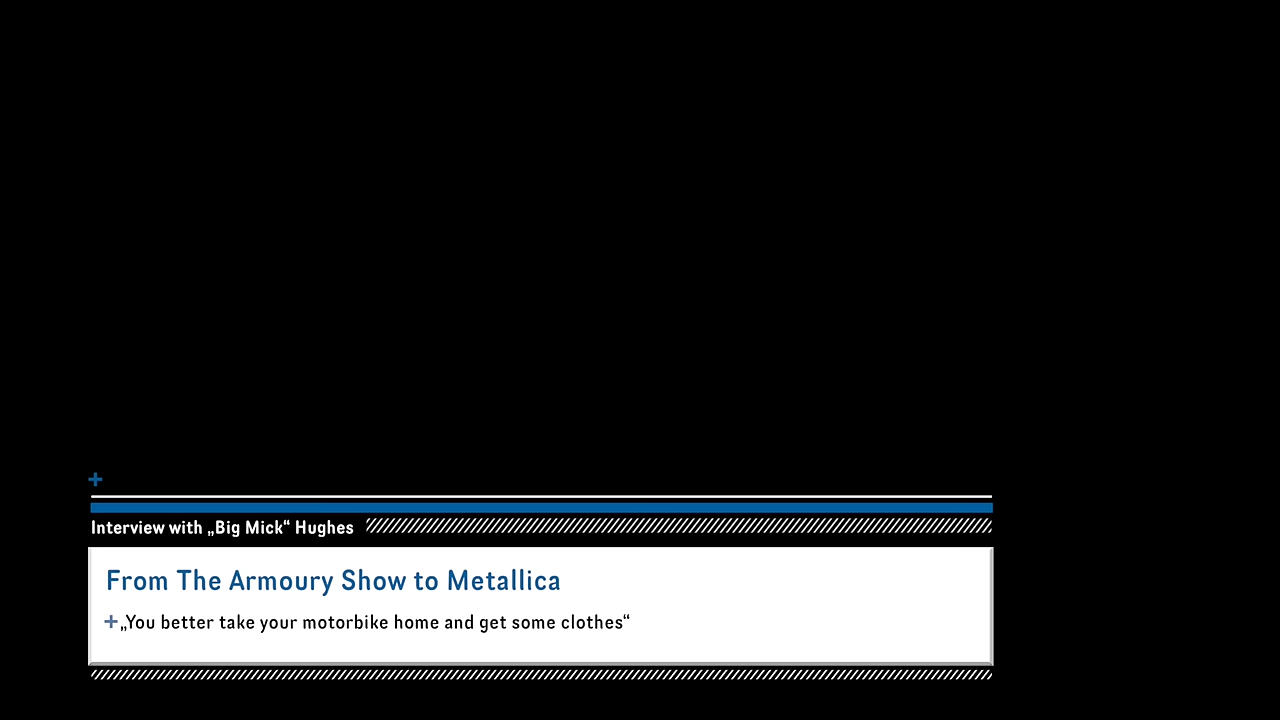 Interview with „Big Mick“ Hughes
From The Armoury Show to Metallica
+„You better take your motorbike home and get some clothes“